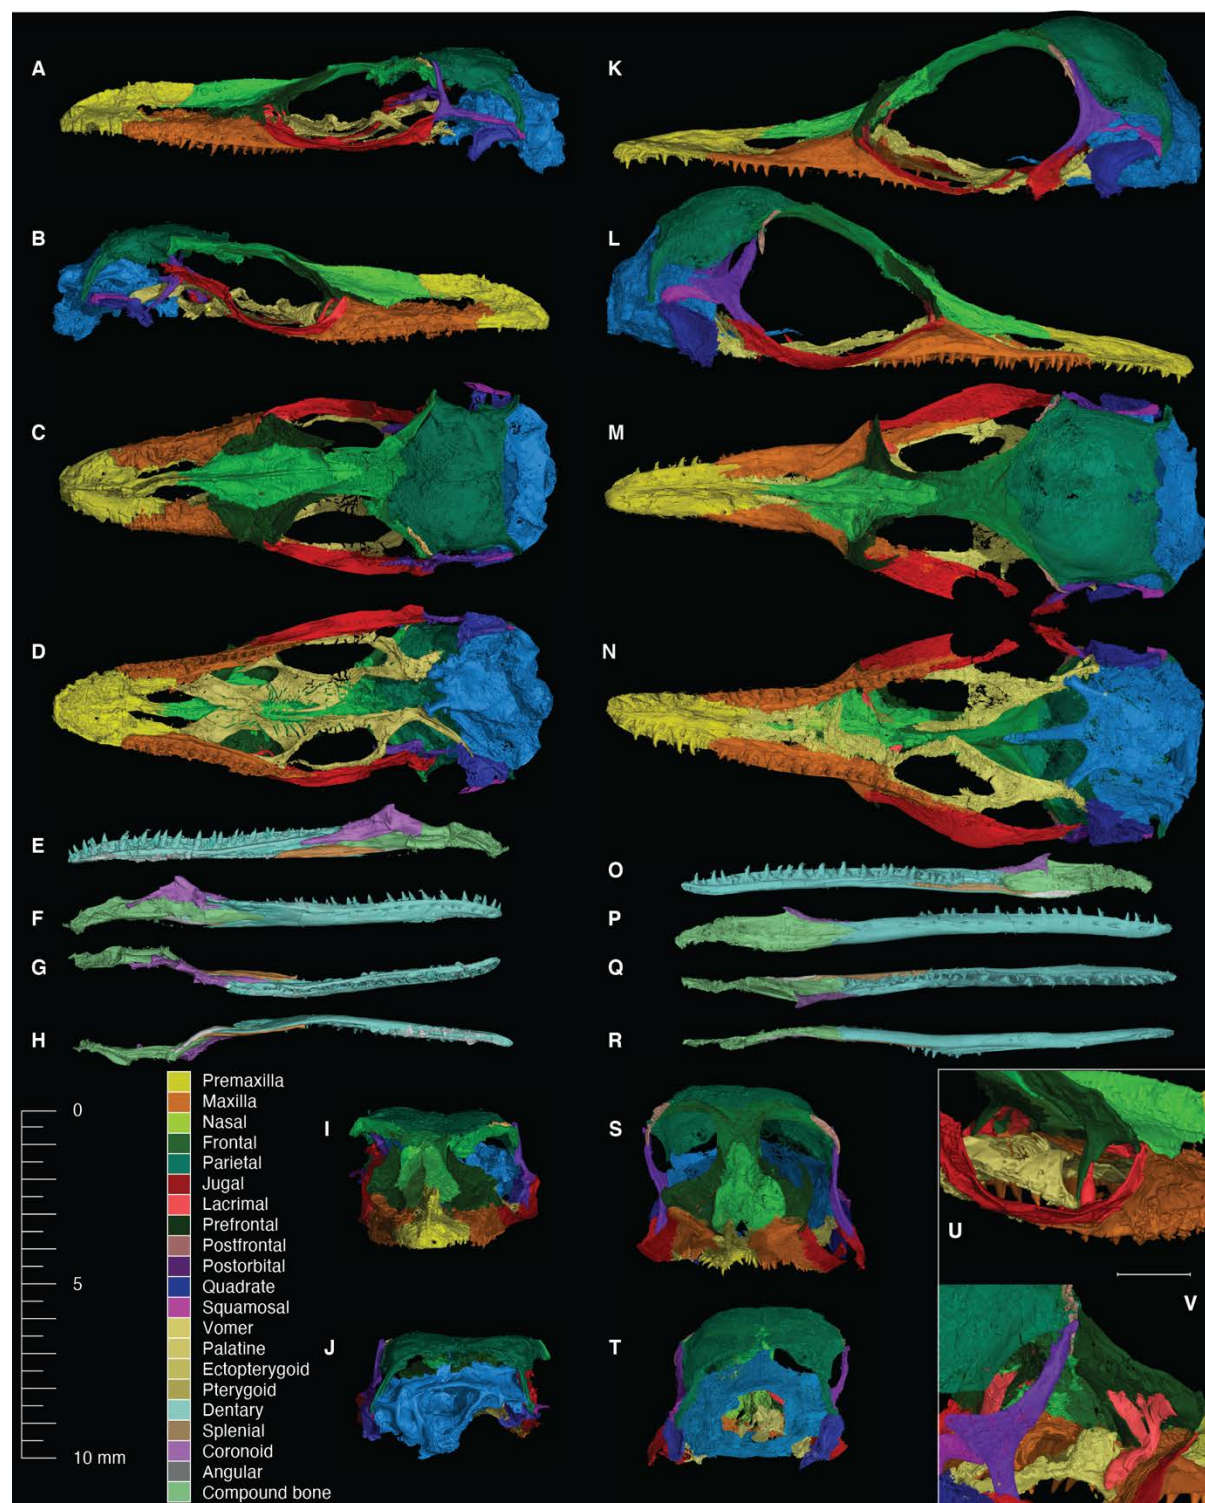 A
K
B
L
C
M
D
N
E
O
F
P
G
Q
H
R
Premaxilla
Maxilla
Nasal
Frontal
Parietal
Jugal
Lacrimal
Prefrontal
Postfrontal
Postorbital
Quadrate
Squamosal
Vomer
Palatine
Ectopterygoid
Pterygoid
Dentary
Splenial
Coronoid
Angular
Compound bone
0
5
10 mm
I
S
U
J
T
V